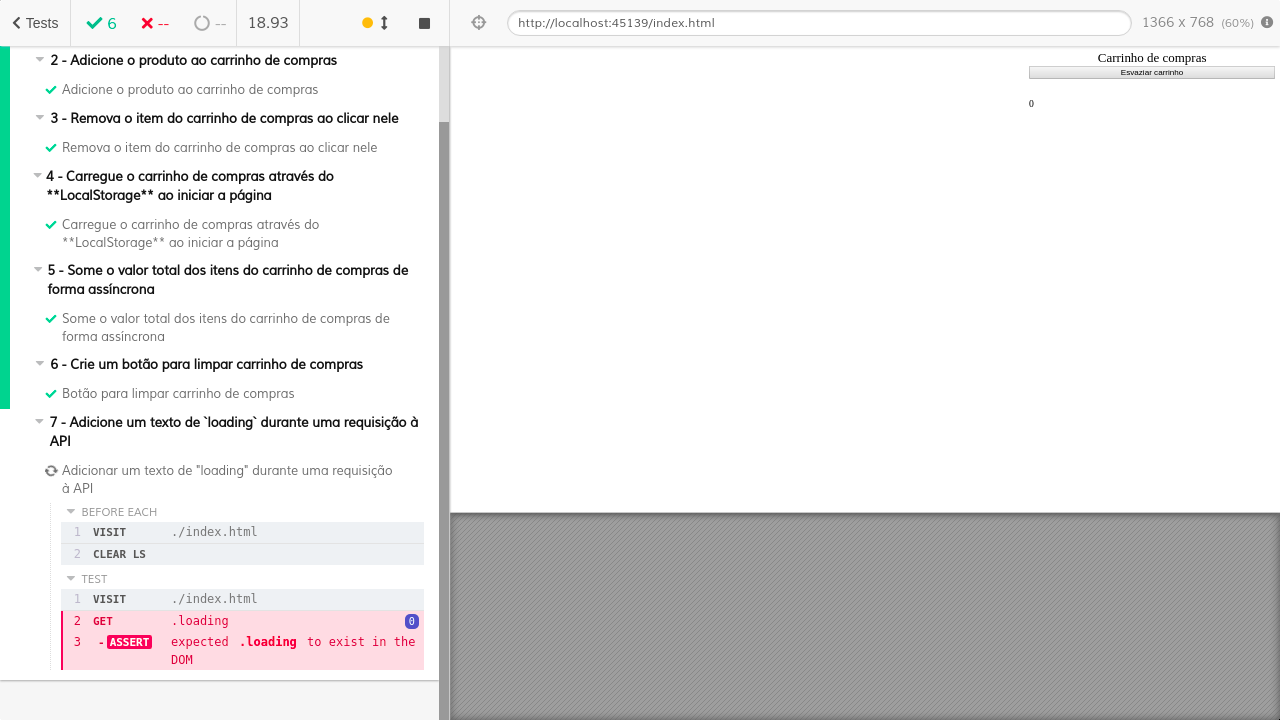 Tests
6
--
--
18.93
http://localhost:45139/index.html
1366 x 768 (60%)
2 - Adicione o produto ao carrinho de compras
Adicione o produto ao carrinho de compras
3 - Remova o item do carrinho de compras ao clicar nele
Remova o item do carrinho de compras ao clicar nele
4 - Carregue o carrinho de compras através do
**LocalStorage** ao iniciar a página
Carregue o carrinho de compras através do
**LocalStorage** ao iniciar a página
5 - Some o valor total dos itens do carrinho de compras de
forma assíncrona
Some o valor total dos itens do carrinho de compras de
forma assíncrona
6 - Crie um botão para limpar carrinho de compras
Botão para limpar carrinho de compras
7 - Adicione um texto de `loading` durante uma requisição à
API
Adicionar um texto de "loading" durante uma requisição
à API
BEFORE EACH
1 VISIT ./index.html
2 CLEAR LS
TEST
1 VISIT ./index.html
2 GET .loading 0
3 -ASSERT expected .loading to exist in the
DOM
Carrinho de compras
Esvaziar carrinho
0